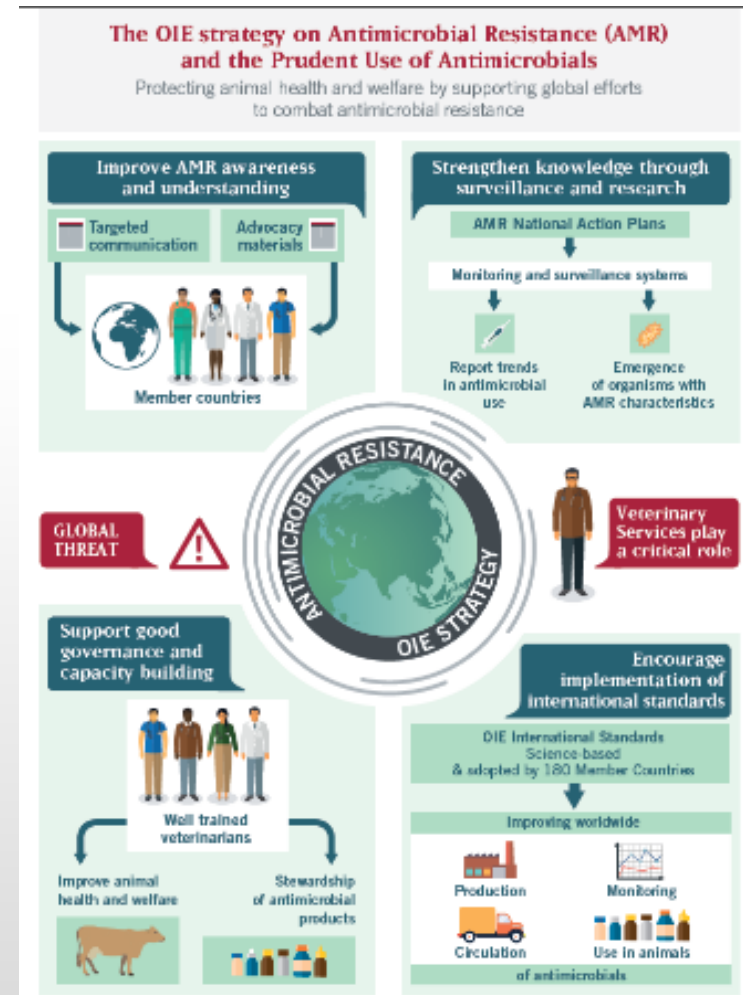 The OIE strategy on Antimicrobial Resistance (AMR)
and the Prudent Use of Antimicrobials
Protecting animal health and welfare by supporting global efforts
to combat antimicrobial resistance
Improve AMR awareness
and understanding
Targeted
communication
Advocacy
materials
Member countries
Strengthen knowledge through
surveillance and research
AMR National Action Plans
Monitoring and surveillance systems
Report trends
in antimicrobial
use
Emergence
of organisms with
AMR characteristics
GLOBAL
THREAT
ANTIMICROBIAL RESISTANCE
OIE STRATEGY
Veterinary
Services play
a critical role
Support good
governance and
capacity building
Well trained
veterinarians
Improve animal
health and welfare
Stewardship
of antimicrobial
products
Encourage
implementation of
international standards
OIE International Standards
Science-based
& adopted by 180 Member Countries
Improving worldwide
Production
Monitoring
Circulation
Use in animals
of antimicrobials